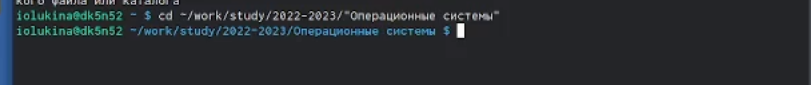 кого файла или каталога
iolukina@dk5n52 ~ $ cd ~/work/study/2022-2023/"Операционные системы"
iolukina@dk5n52 ~/work/study/2022-2023/Операционные системы $